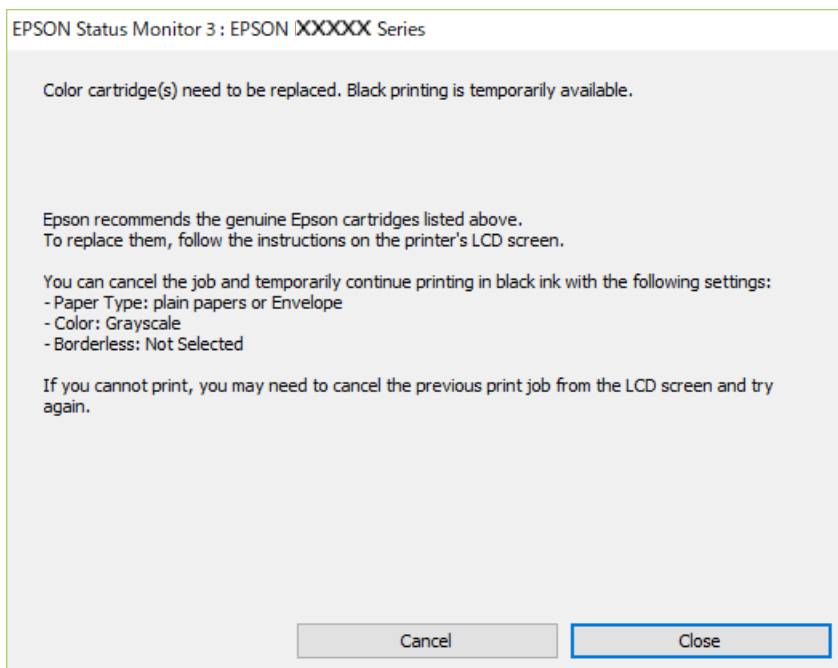 EPSON Status Monitor 3 : EPSON XXXXX Series
Color cartridge(s) need to be replaced. Black printing is temporarily available.
Epson recommends the genuine Epson cartridges listed above.
To replace them, follow the instructions on the printer's LCD screen.
You can cancel the job and temporarily continue printing in black ink with the following settings:
- Paper Type: plain papers or Envelope
- Color: Grayscale
- Borderless: Not Selected
If you cannot print, you may need to cancel the previous print job from the LCD screen and try
again.
Cancel
Close